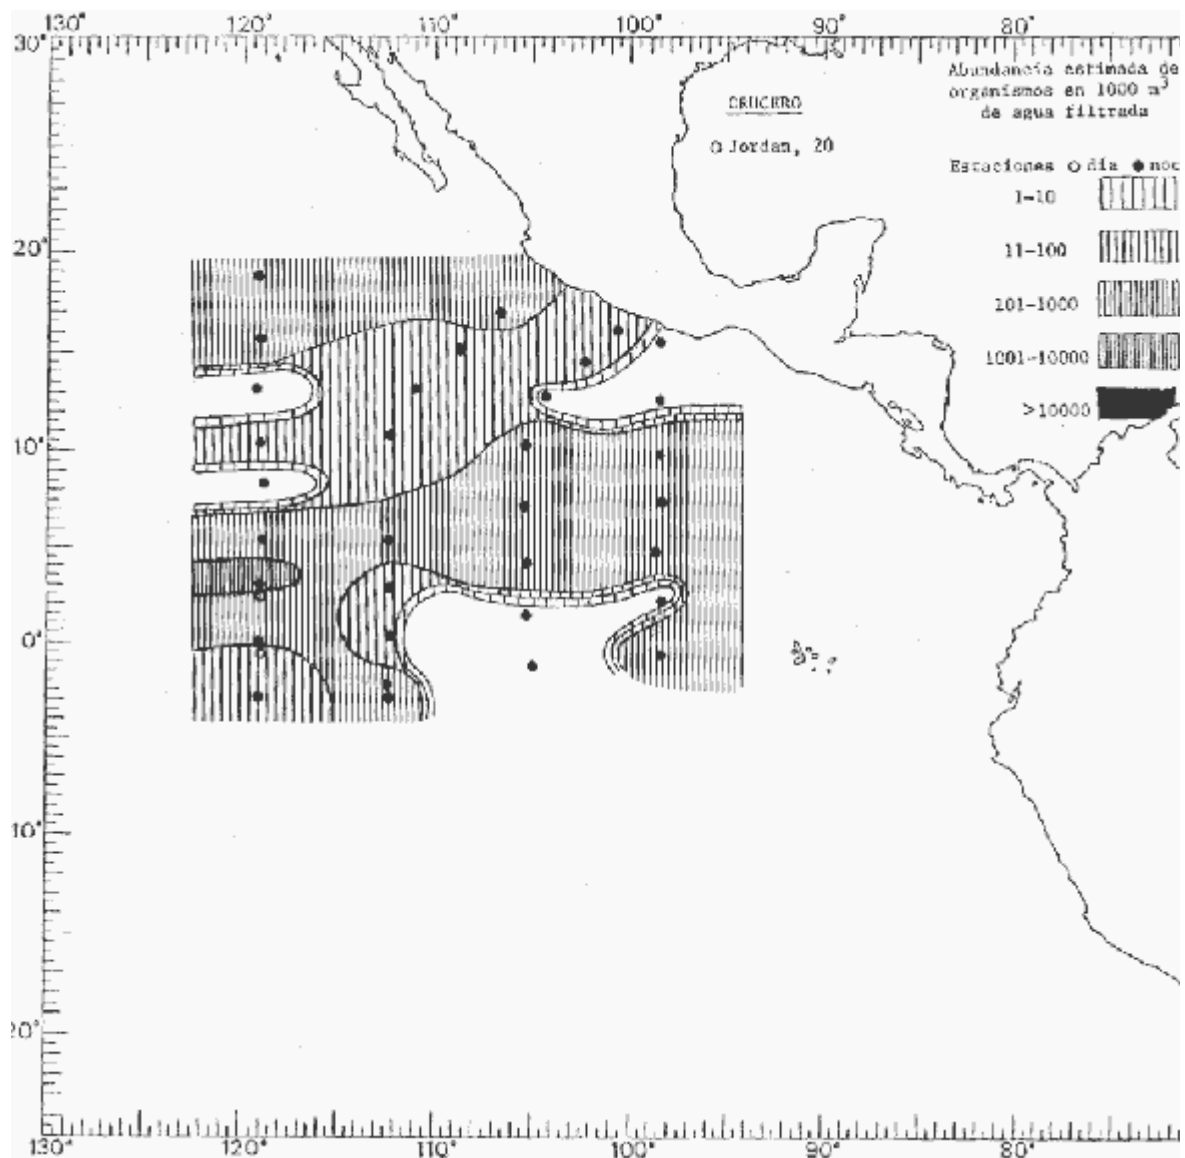 130° 120° 110° 100° 90° 80°
30°
Abundancia estimada de
organismos en 1000 m³
de agua filtrada
CRUCERO
O Jordan, 20
Estaciones o día ● noc
1-10
20°
11-100
101-1000
1001-10000
>10000
10°
0°
10°
20°
130° 120° 110° 100° 90° 80°